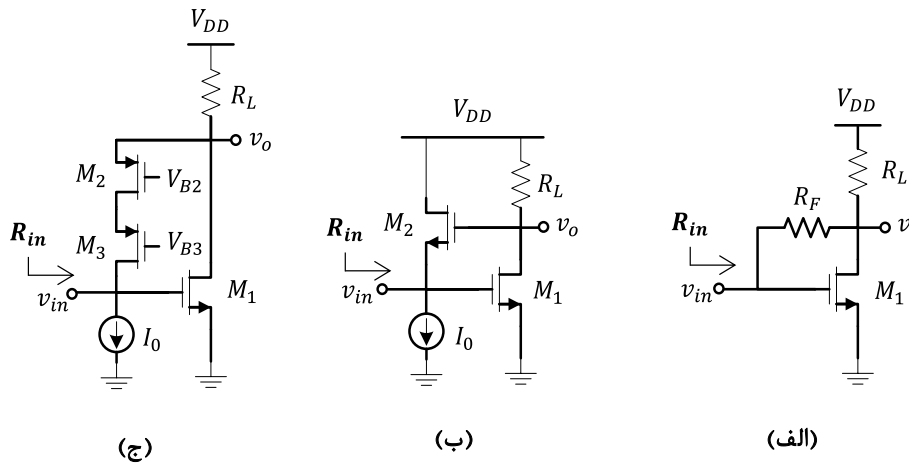 V_DD
R_L
v_o
M_2
V_B2
M_3
V_B3
R_in
v_in
M_1
I_0
(ج)
V_DD
R_L
M_2
v_o
R_in
v_in
M_1
I_0
(ب)
V_DD
R_L
R_F
R_in
v
v_in
M_1
(الف)